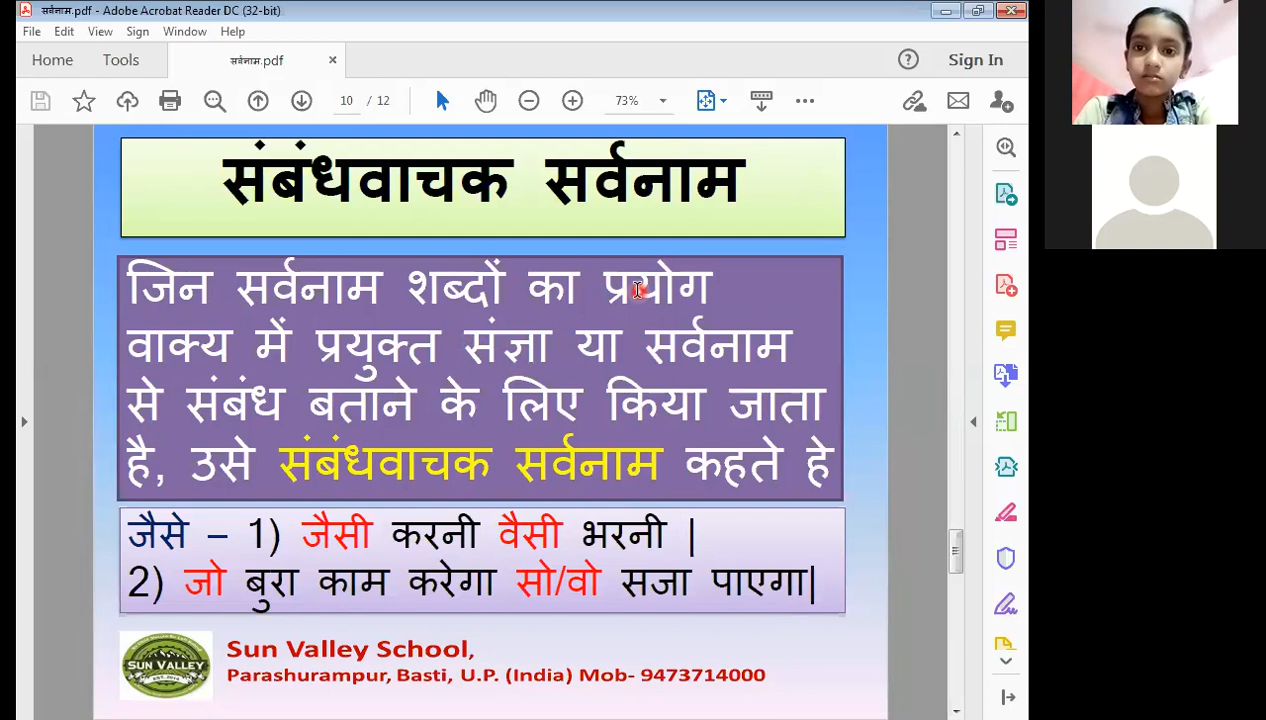 सर्वनाम.pdf - Adobe Acrobat Reader DC (32-bit)
File Edit View Sign Window Help
Home Tools सर्वनाम.pdf × Sign In
10 / 12 73%
संबंधवाचक सर्वनाम
जिन सर्वनाम शब्दों का प्रयोग
वाक्य में प्रयुक्त संज्ञा या सर्वनाम
से संबंध बताने के लिए किया जाता
है, उसे संबंधवाचक सर्वनाम कहते हे
जैसे – 1) जैसी करनी वैसी भरनी |
2) जो बुरा काम करेगा सो/वो सजा पाएगा|
SUN VALLEY
Sun Valley School,
Parashurampur, Basti, U.P. (India) Mob- 9473714000